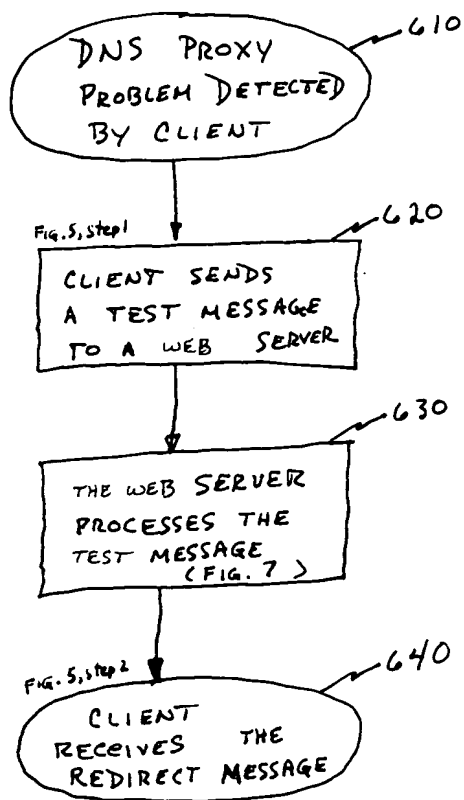 DNS PROXY
PROBLEM DETECTED
BY CLIENT
610
FIG. 5, step 1
620
CLIENT SENDS
A TEST MESSAGE
TO A WEB SERVER
630
THE WEB SERVER
PROCESSES THE
TEST MESSAGE
(FIG. 7)
FIG. 5, step 2
640
CLIENT
RECEIVES THE
REDIRECT MESSAGE